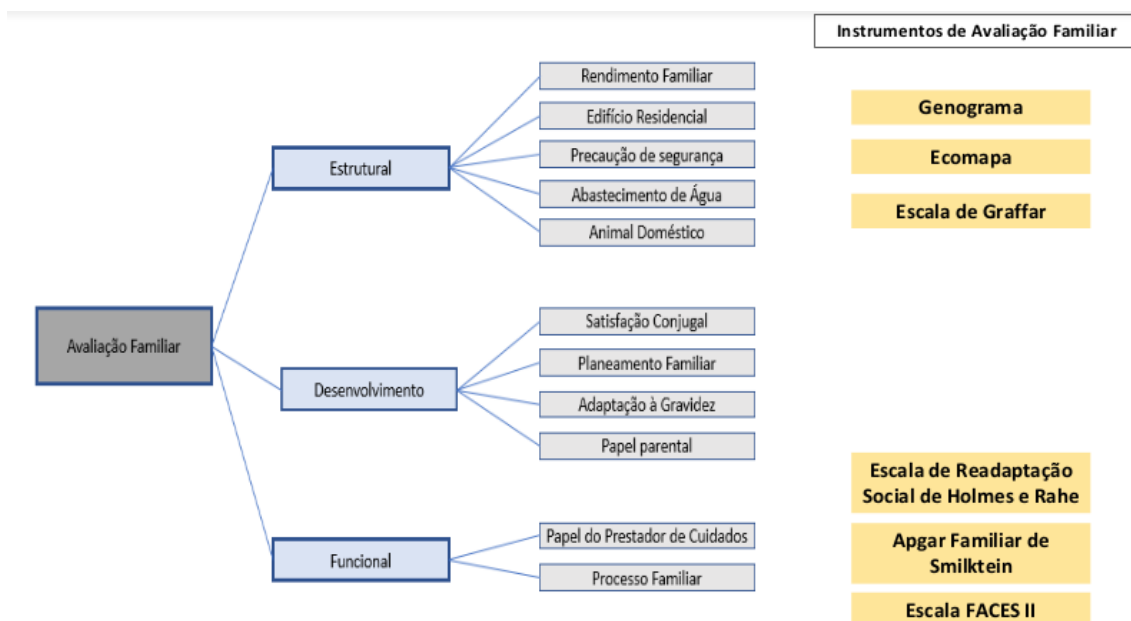 Instrumentos de Avaliação Familiar
Rendimento Familiar
Edifício Residencial
Precaução de segurança
Abastecimento de Água
Animal Doméstico
Estrutural
Genograma
Ecomapa
Escala de Graffar
Avaliação Familiar
Satisfação Conjugal
Planeamento Familiar
Adaptação à Gravidez
Papel parental
Desenvolvimento
Escala de Readaptação
Social de Holmes e Rahe
Papel do Prestador de Cuidados
Processo Familiar
Funcional
Apgar Familiar de
Smilktein
Escala FACES II